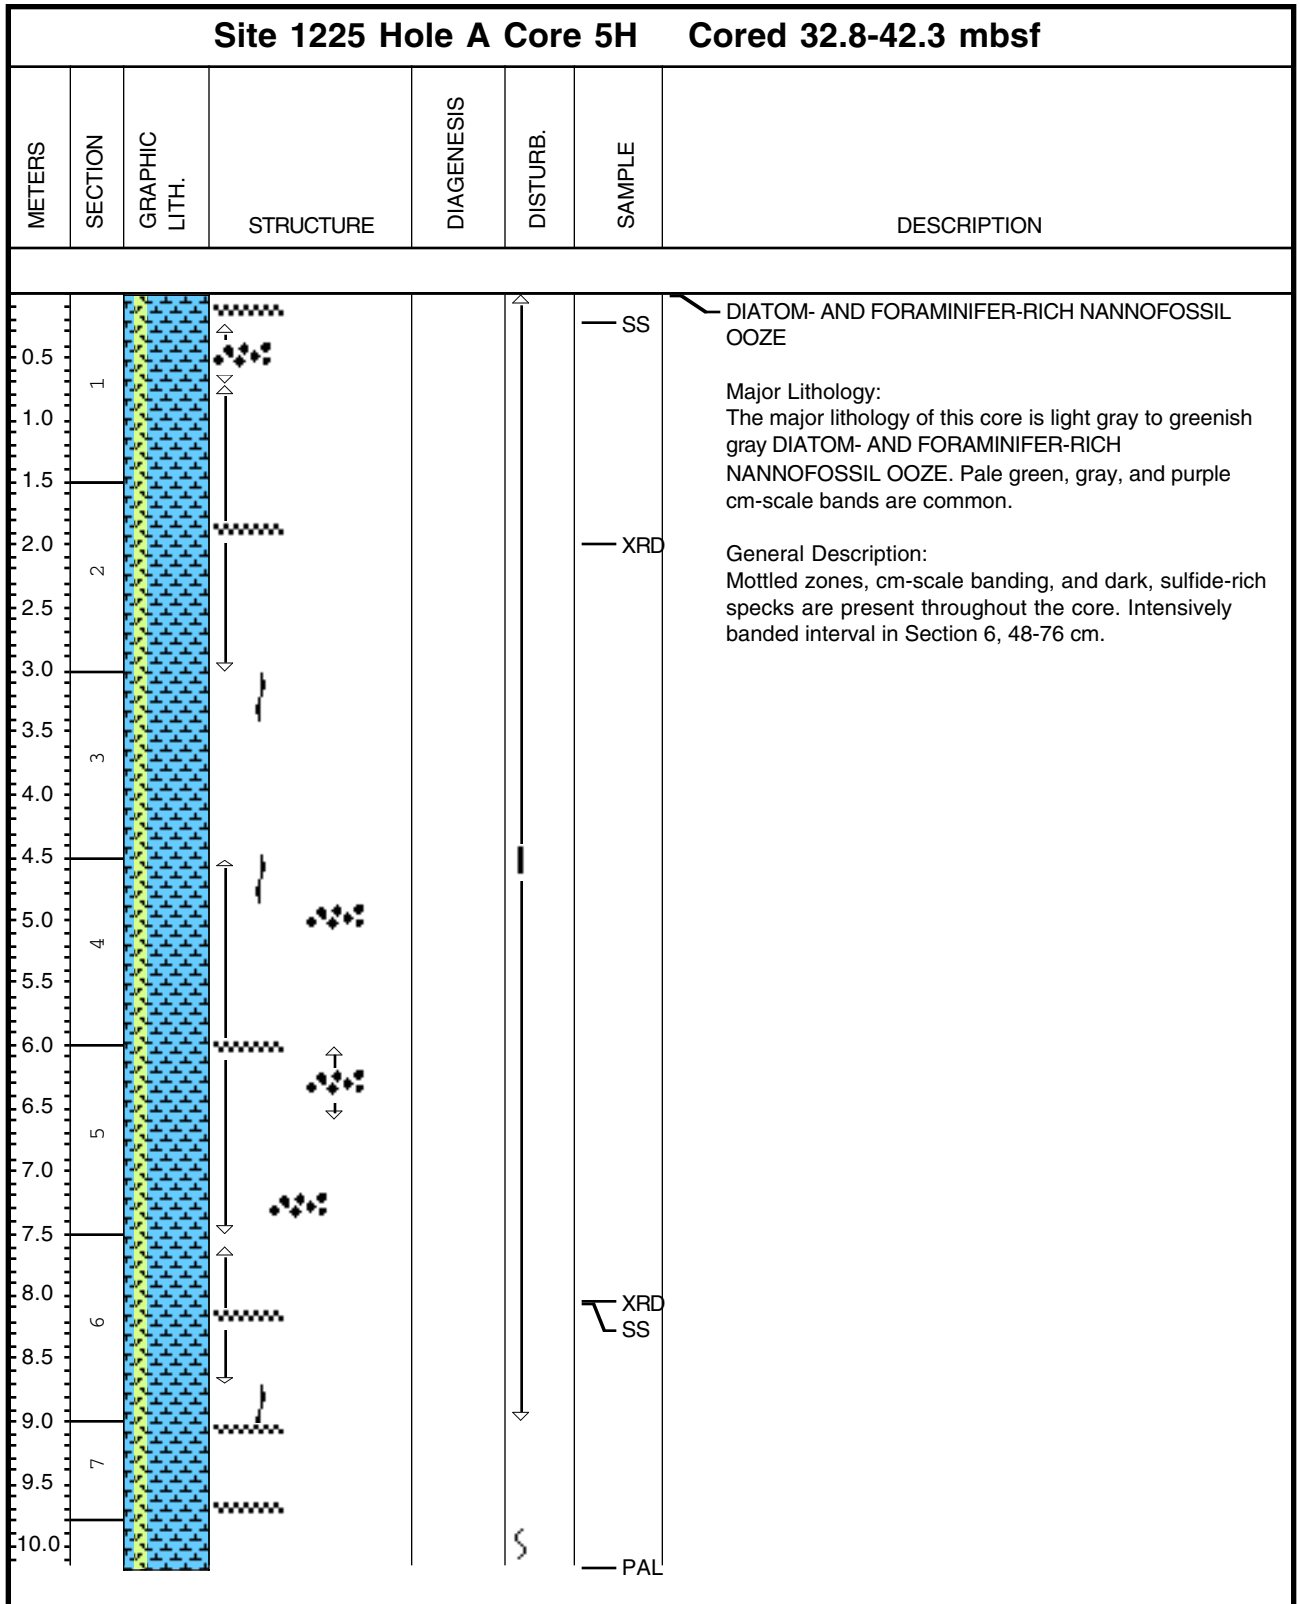 Site 1225 Hole A Core 5H Cored 32.8-42.3 mbsf
METERS
SECTION
GRAPHIC
LITH.
STRUCTURE
DIAGENESIS
DISTURB.
SAMPLE
DESCRIPTION
DIATOM- AND FORAMINIFER-RICH NANNOFOSSIL
OOZE
Major Lithology:
The major lithology of this core is light gray to greenish
gray DIATOM- AND FORAMINIFER-RICH
NANNOFOSSIL OOZE. Pale green, gray, and purple
cm-scale bands are common.
General Description:
Mottled zones, cm-scale banding, and dark, sulfide-rich
specks are present throughout the core. Intensively
banded interval in Section 6, 48-76 cm.
SS
0.5
1
1.0
1.5
2.0
XRD
2
2.5
3.0
3.5
3
4.0
4.5
5.0
4
5.5
6.0
6.5
5
7.0
7.5
8.0
XRD
6
SS
8.5
9.0
7
9.5
10.0
PAL